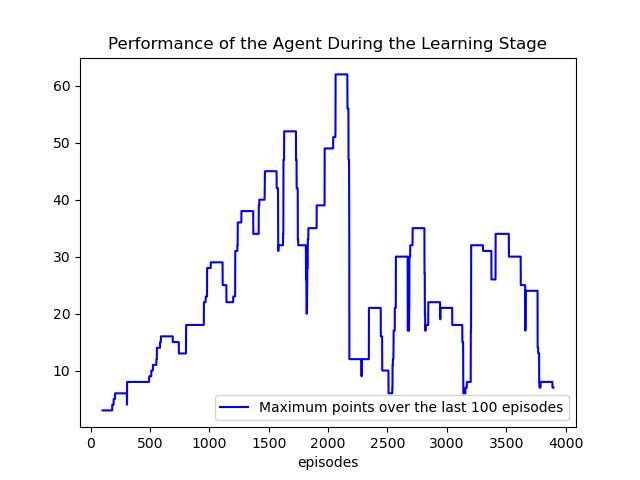 Performance of the Agent During the Learning Stage
60
50
40
30
20
10
Maximum points over the last 100 episodes
0 500 1000 1500 2000 2500 3000 3500 4000
episodes